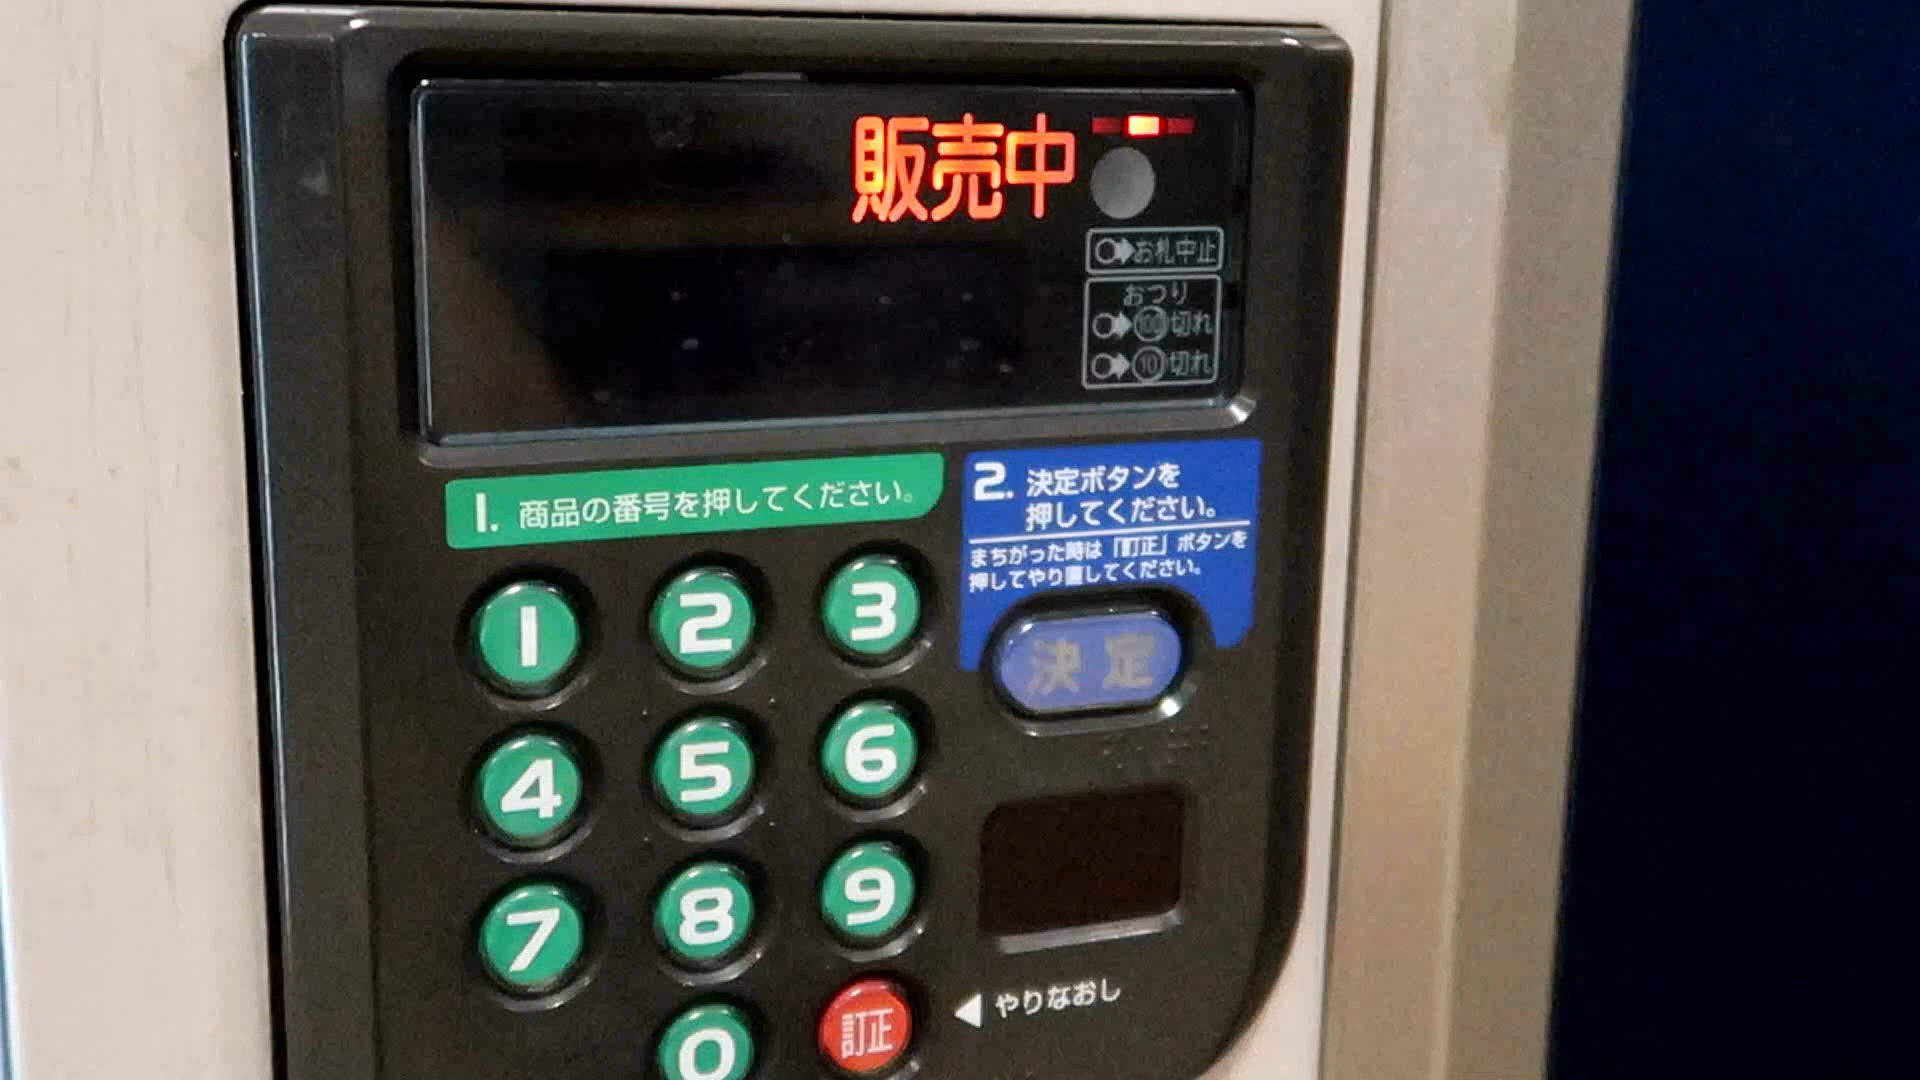 販売中
お札中止
おつり
100切れ
10切れ
1. 商品の番号を押してください。
2. 決定ボタンを
押してください。
まちがった時は「訂正」ボタンを
押してやり直してください。
決定
1 2 3
4 5 6
7 8 9
0 訂正
やりなおし